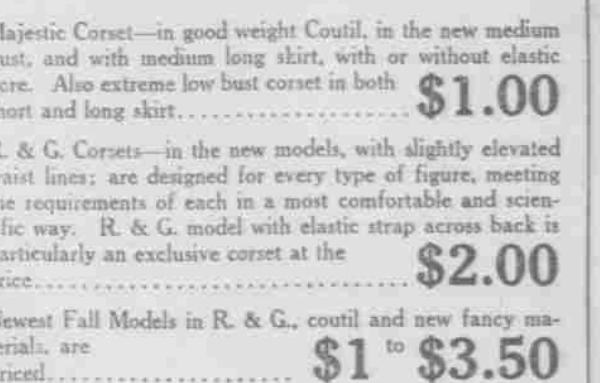 Majestic Corset—in good weight Coutil, in the new medium
bust, and with medium long skirt, with or without elastic
gore. Also extreme low bust corset in both
short and long skirt.................... $1.00
R. & G. Corsets—in the new models, with slightly elevated
waist lines; are designed for every type of figure, meeting
the requirements of each in a most comfortable and scien-
tific way. R. & G. model with elastic strap across back is
particularly an exclusive corset at the
price.............................. $2.00
Newest Fall Models in R. & G., coutil and new fancy ma-
terials, are
priced...................... $1 to $3.50